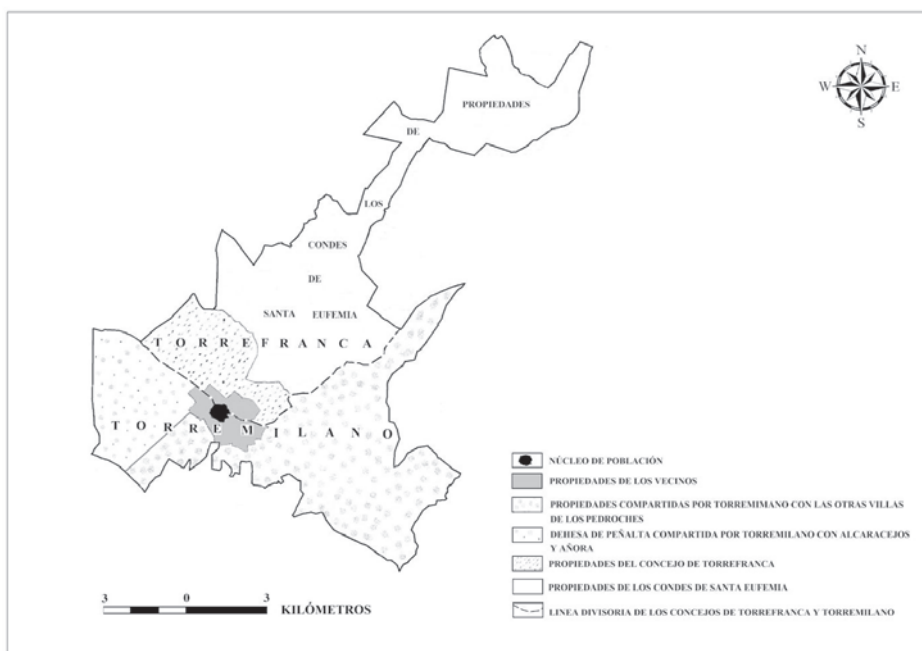 N
W E
S
PROPIEDADES
DE
LOS
CONDES
DE
SANTA EUFEMIA
TORREFRANCA
TORREMILANO
NÚCLEO DE POBLACIÓN
PROPIEDADES DE LOS VECINOS
PROPIEDADES COMPARTIDAS POR TORREMIMANO CON LAS OTRAS VILLAS
DE LOS PEDROCHES
DEHESA DE PEÑALTA COMPARTIDA POR TORREMILANO CON ALCARACEJOS
Y AÑORA
PROPIEDADES DEL CONCEJO DE TORREFRANCA
PROPIEDADES DE LOS CONDES DE SANTA EUFEMIA
LINEA DIVISORIA DE LOS CONCEJOS DE TORREFRANCA Y TORREMILANO
3 0 3
KILÓMETROS